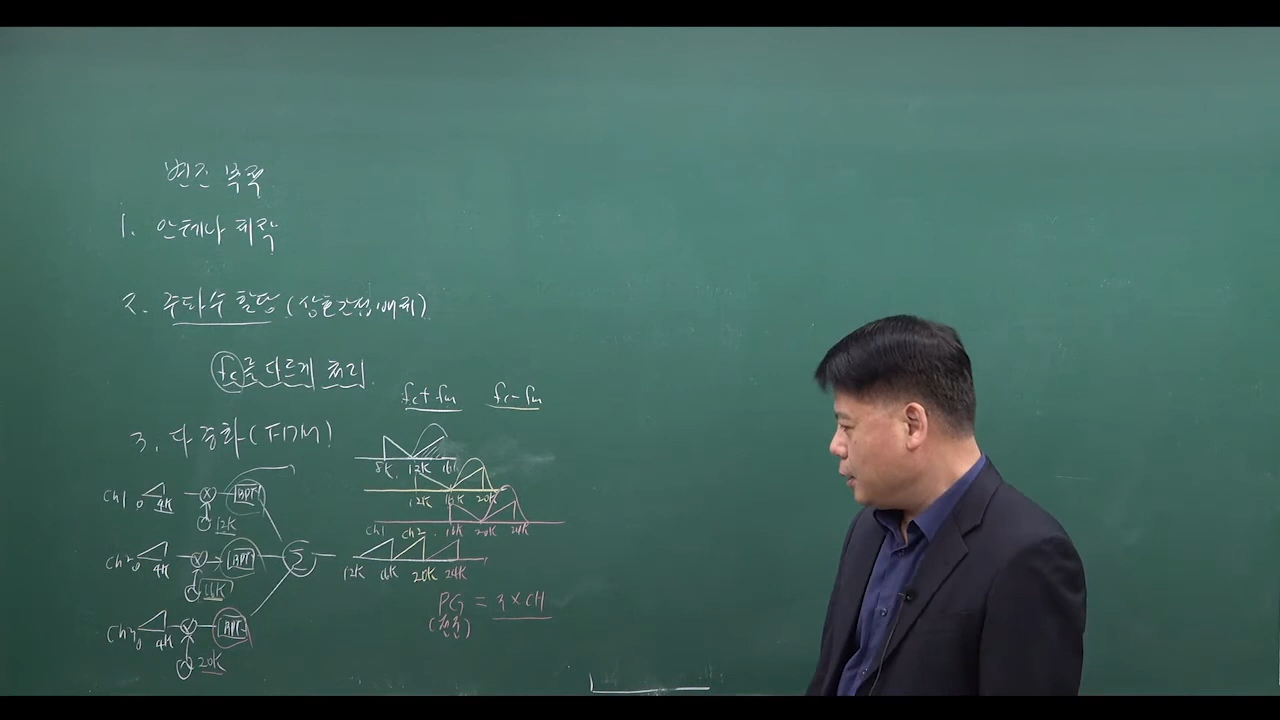 변조 목적
1. 안테나 제작
2. 주파수 할당 (상호간섭 배제)
fc를 다르게 처리.
3. 다중화 (FDM)
fc+fm fc-fm
8K 12K 16K
12K 16K 20K
16K 20K 24K
ch1 0 4K × BPF 12K
ch2 0 4K × BPF 16K
ch3 0 4K × BPF 20K
Σ
ch1 ch2
12K 16K 20K 24K
PG = 3×CH